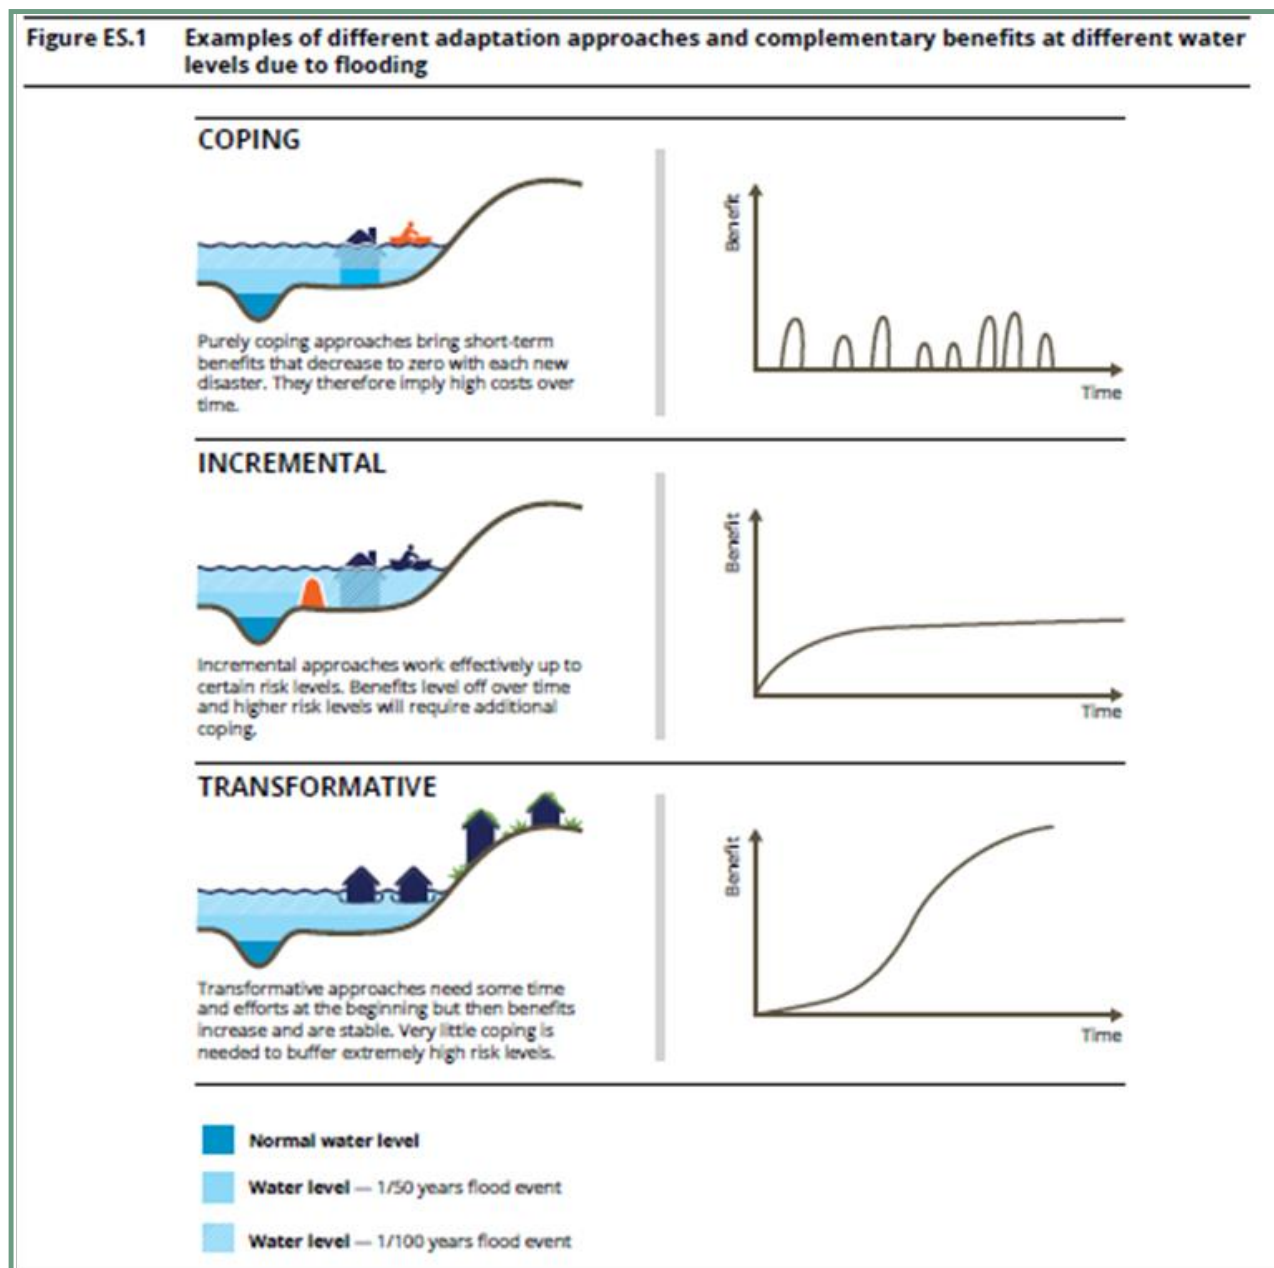 Figure ES.1
Examples of different adaptation approaches and complementary benefits at different water
levels due to flooding
COPING
Purely coping approaches bring short-term
benefits that decrease to zero with each new
disaster. They therefore imply high costs over
time.
Benefit
Time
INCREMENTAL
Incremental approaches work effectively up to
certain risk levels. Benefits level off over time
and higher risk levels will require additional
coping.
Benefit
Time
TRANSFORMATIVE
Transformative approaches need some time
and efforts at the beginning but then benefits
increase and are stable. Very little coping is
needed to buffer extremely high risk levels.
Benefit
Time
Normal water level
Water level — 1/50 years flood event
Water level — 1/100 years flood event